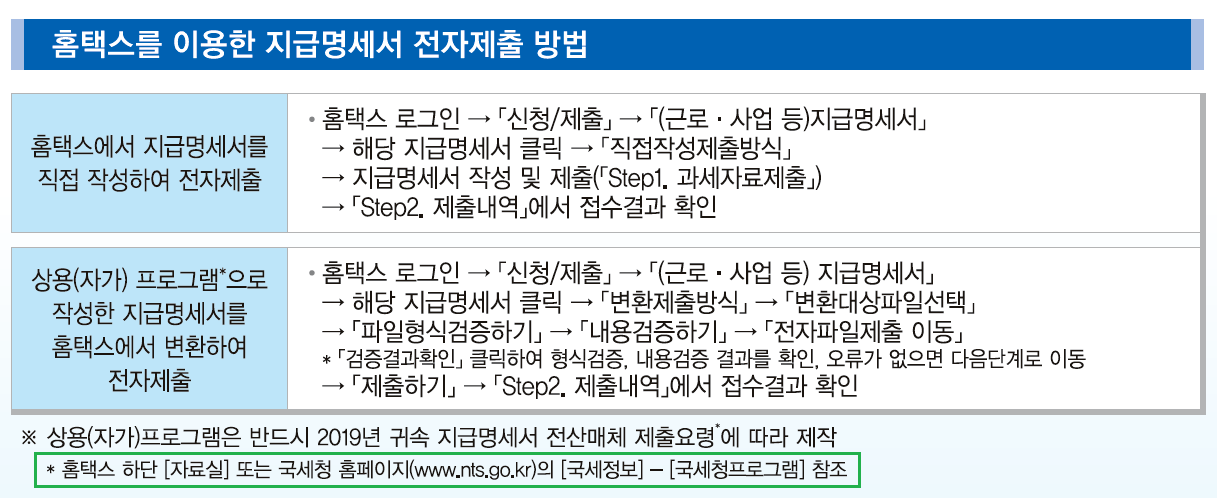 홈택스를 이용한 지급명세서 전자제출 방법
홈택스에서 지급명세서를
직접 작성하여 전자제출
• 홈택스 로그인 → 「신청/제출」 → 「(근로 · 사업 등)지급명세서」
→ 해당 지급명세서 클릭 → 「직접작성제출방식」
→ 지급명세서 작성 및 제출(「Step1. 과세자료제출」)
→ 「Step2. 제출내역」에서 접수결과 확인
상용(자가) 프로그램*으로
작성한 지급명세서를
홈택스에서 변환하여
전자제출
• 홈택스 로그인 → 「신청/제출」 → 「(근로 · 사업 등) 지급명세서」
→ 해당 지급명세서 클릭 → 「변환제출방식」 → 「변환대상파일선택」
→ 「파일형식검증하기」 → 「내용검증하기」 → 「전자파일제출 이동」
* 「검증결과확인」 클릭하여 형식검증, 내용검증 결과를 확인, 오류가 없으면 다음단계로 이동
→ 「제출하기」 → 「Step2. 제출내역」에서 접수결과 확인
※ 상용(자가)프로그램은 반드시 2019년 귀속 지급명세서 전산매체 제출요령*에 따라 제작
* 홈택스 하단 [자료실] 또는 국세청 홈페이지(www.nts.go.kr)의 [국세정보] – [국세청프로그램] 참조